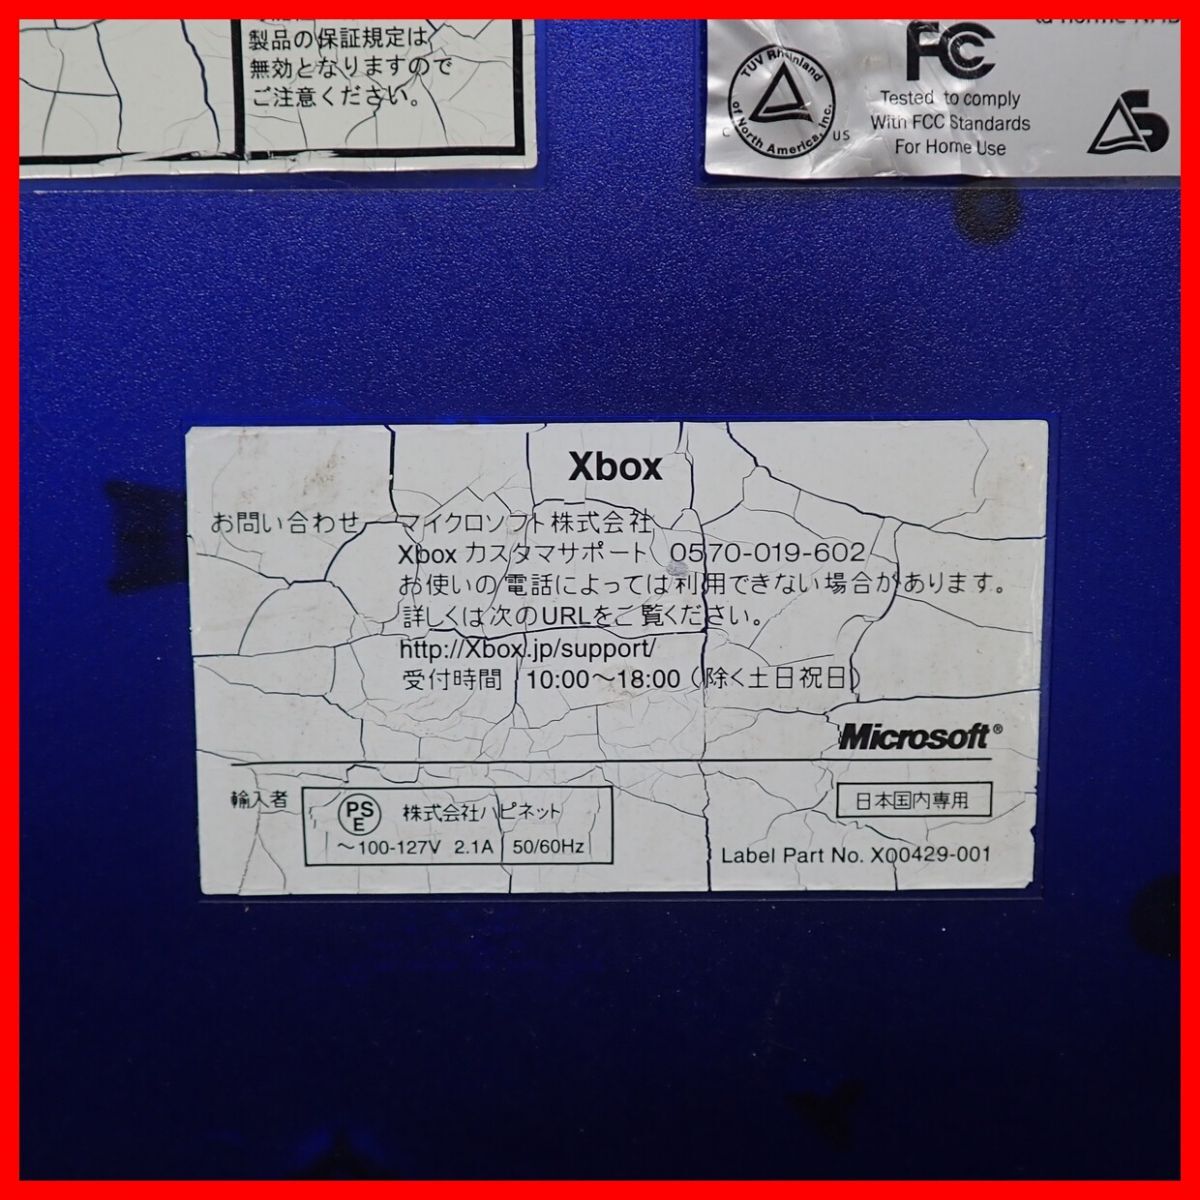 製品の保証規定は
無効となりますので
ご注意ください。
TUV Rheinland
of North America, Inc.
C US
FC
Tested to comply
With FCC Standards
For Home Use
Xbox
お問い合わせ マイクロソフト株式会社
Xbox カスタマサポート 0570-019-602
お使いの電話によっては利用できない場合があります。
詳しくは次のURLをご覧ください。
http://Xbox.jp/support/
受付時間 10:00〜18:00（除く土日祝日）
Microsoft®
輸入者 PSE 株式会社ハピネット
〜100-127V 2.1A 50/60Hz
日本国内専用
Label Part No. X00429-001